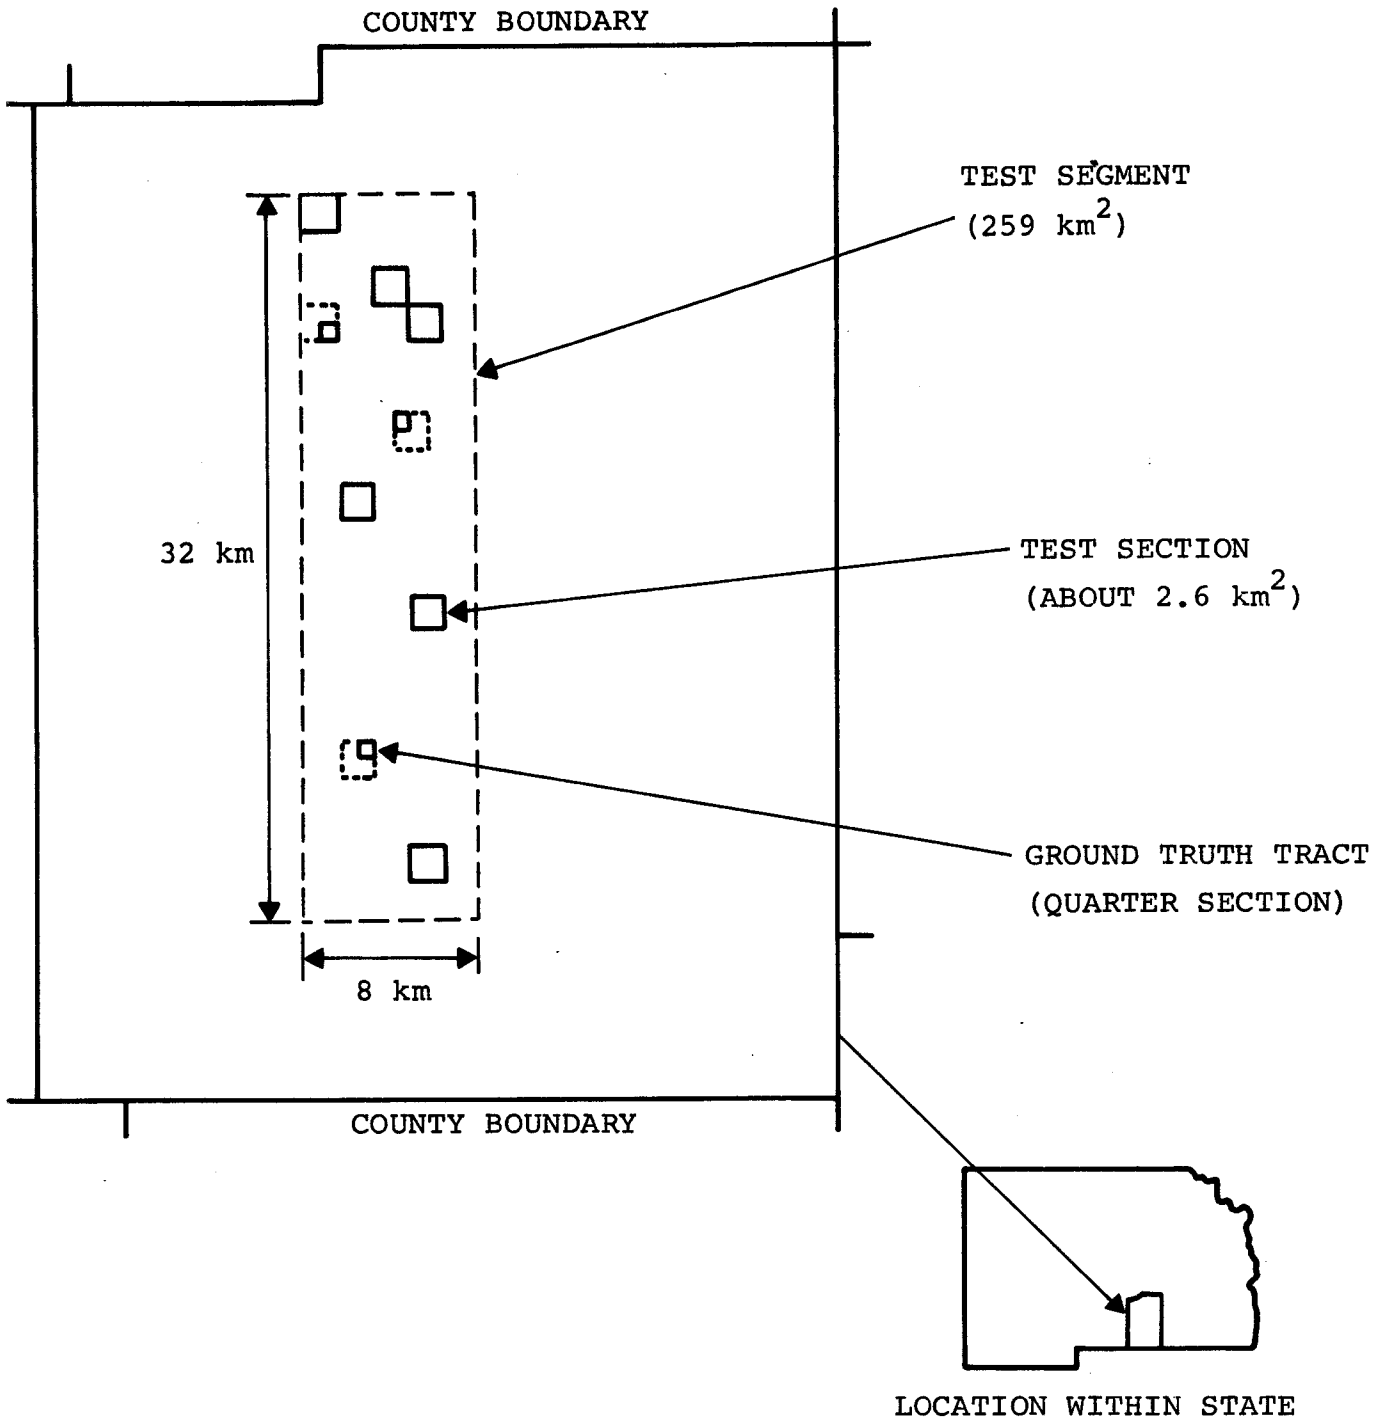 COUNTY BOUNDARY
TEST SEGMENT
(259 km²)
32 km
TEST SECTION
(ABOUT 2.6 km²)
GROUND TRUTH TRACT
(QUARTER SECTION)
8 km
COUNTY BOUNDARY
LOCATION WITHIN STATE